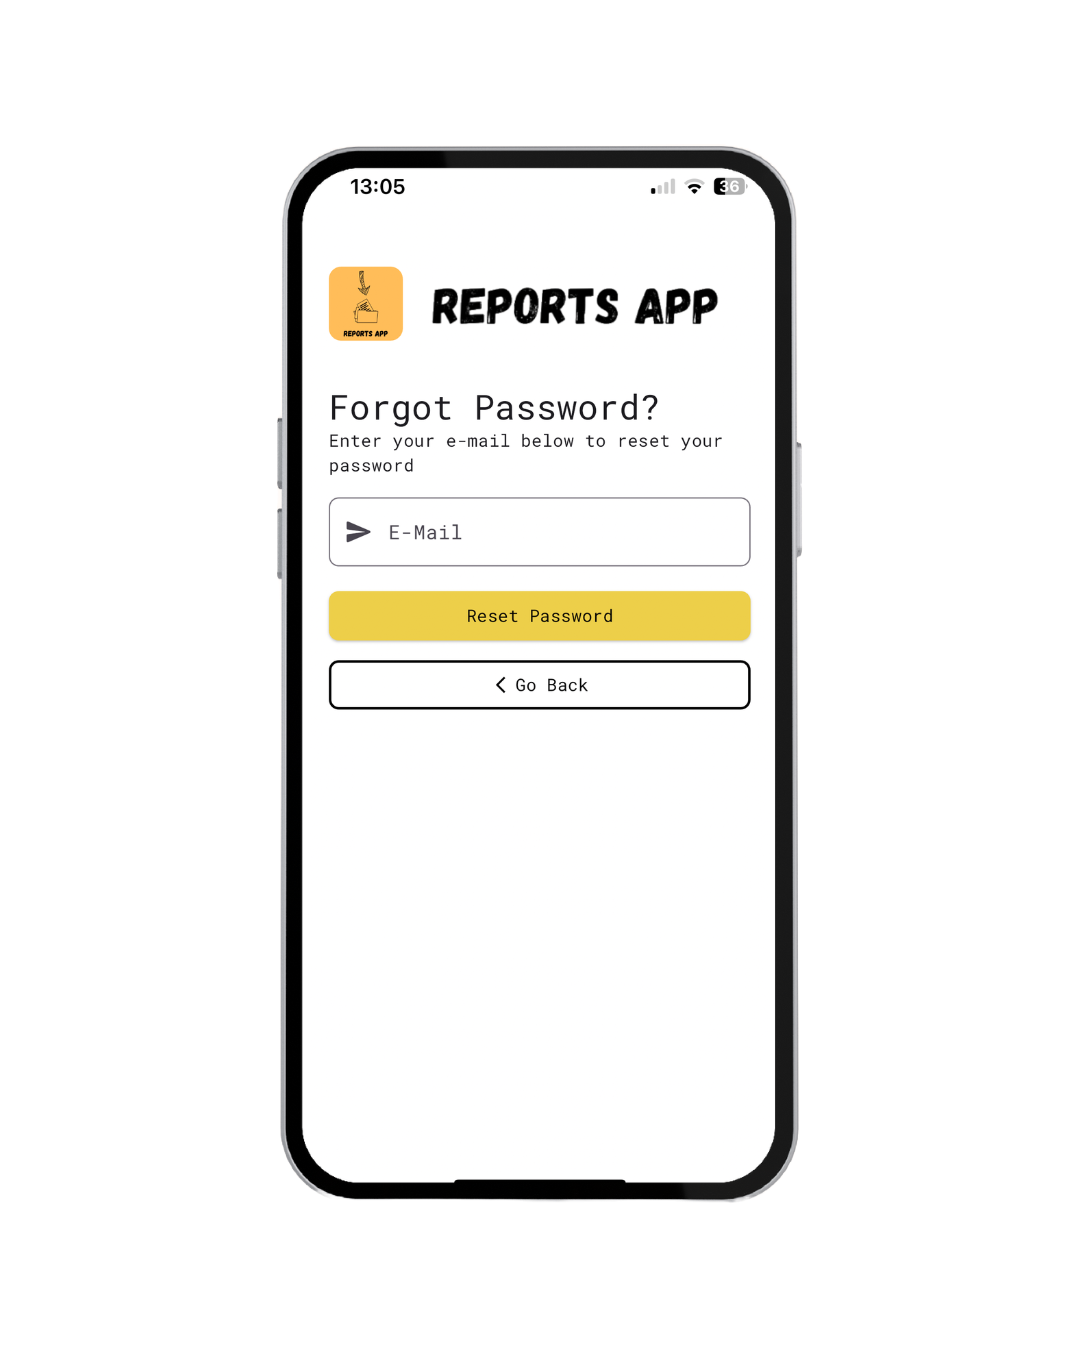 13:05
36
REPORTS APP
REPORTS APP
Forgot Password?
Enter your e-mail below to reset your
password
E-Mail
Reset Password
Go Back